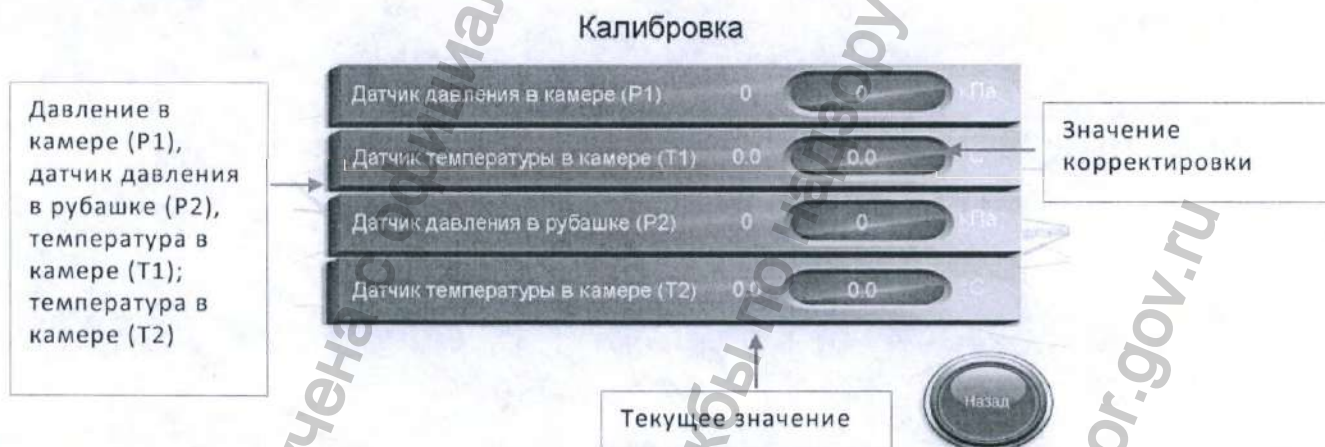 Калибровка
Давление в
камере (P1),
датчик давления
в рубашке (P2),
температура в
камере (T1);
температура в
камере (T2)
Датчик давления в камере (P1) 0 0 кПа
Датчик температуры в камере (T1) 0.0 0.0 °C
Датчик давления в рубашке (P2) 0 0 кПа
Датчик температуры в камере (T2) 0.0 0.0 °C
Значение
корректировки
Текущее значение
Назад